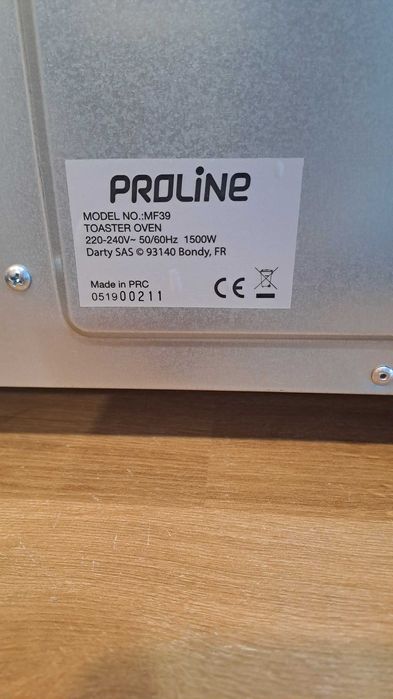 PROLINE
MODEL NO.:MF39
TOASTER OVEN
220-240V~ 50/60Hz 1500W
Darty SAS © 93140 Bondy, FR
Made in PRC
051900211
CE